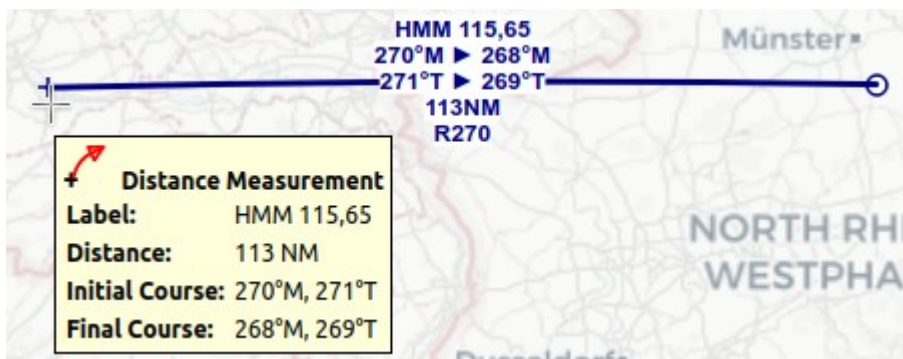 HMM 115,65
270°M ► 268°M
271°T ► 269°T
113NM
R270
Münster
Distance Measurement
Label: HMM 115,65
Distance: 113 NM
Initial Course: 270°M, 271°T
Final Course: 268°M, 269°T
NORTH RH
WESTPHA